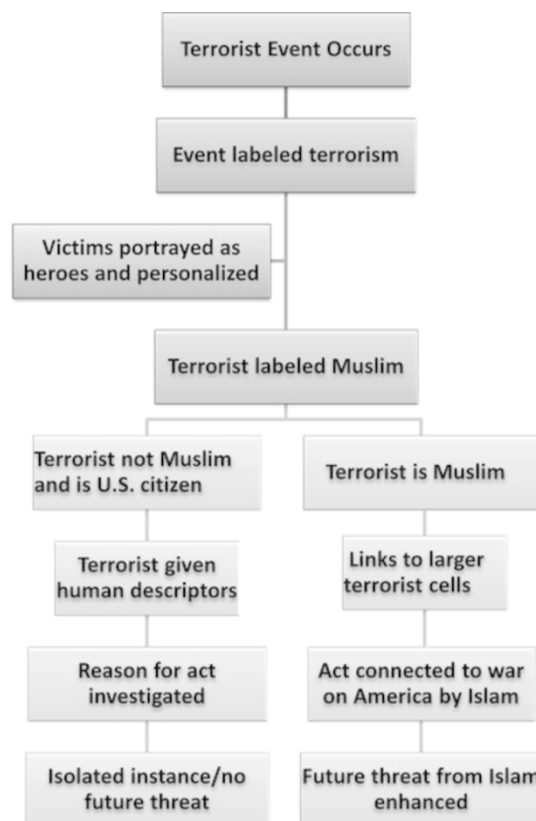 Terrorist Event Occurs
Event labeled terrorism
Victims portrayed as
heroes and personalized
Terrorist labeled Muslim
Terrorist not Muslim
and is U.S. citizen
Terrorist given
human descriptors
Reason for act
investigated
Isolated instance/no
future threat
Terrorist is Muslim
Links to larger
terrorist cells
Act connected to war
on America by Islam
Future threat from Islam
enhanced